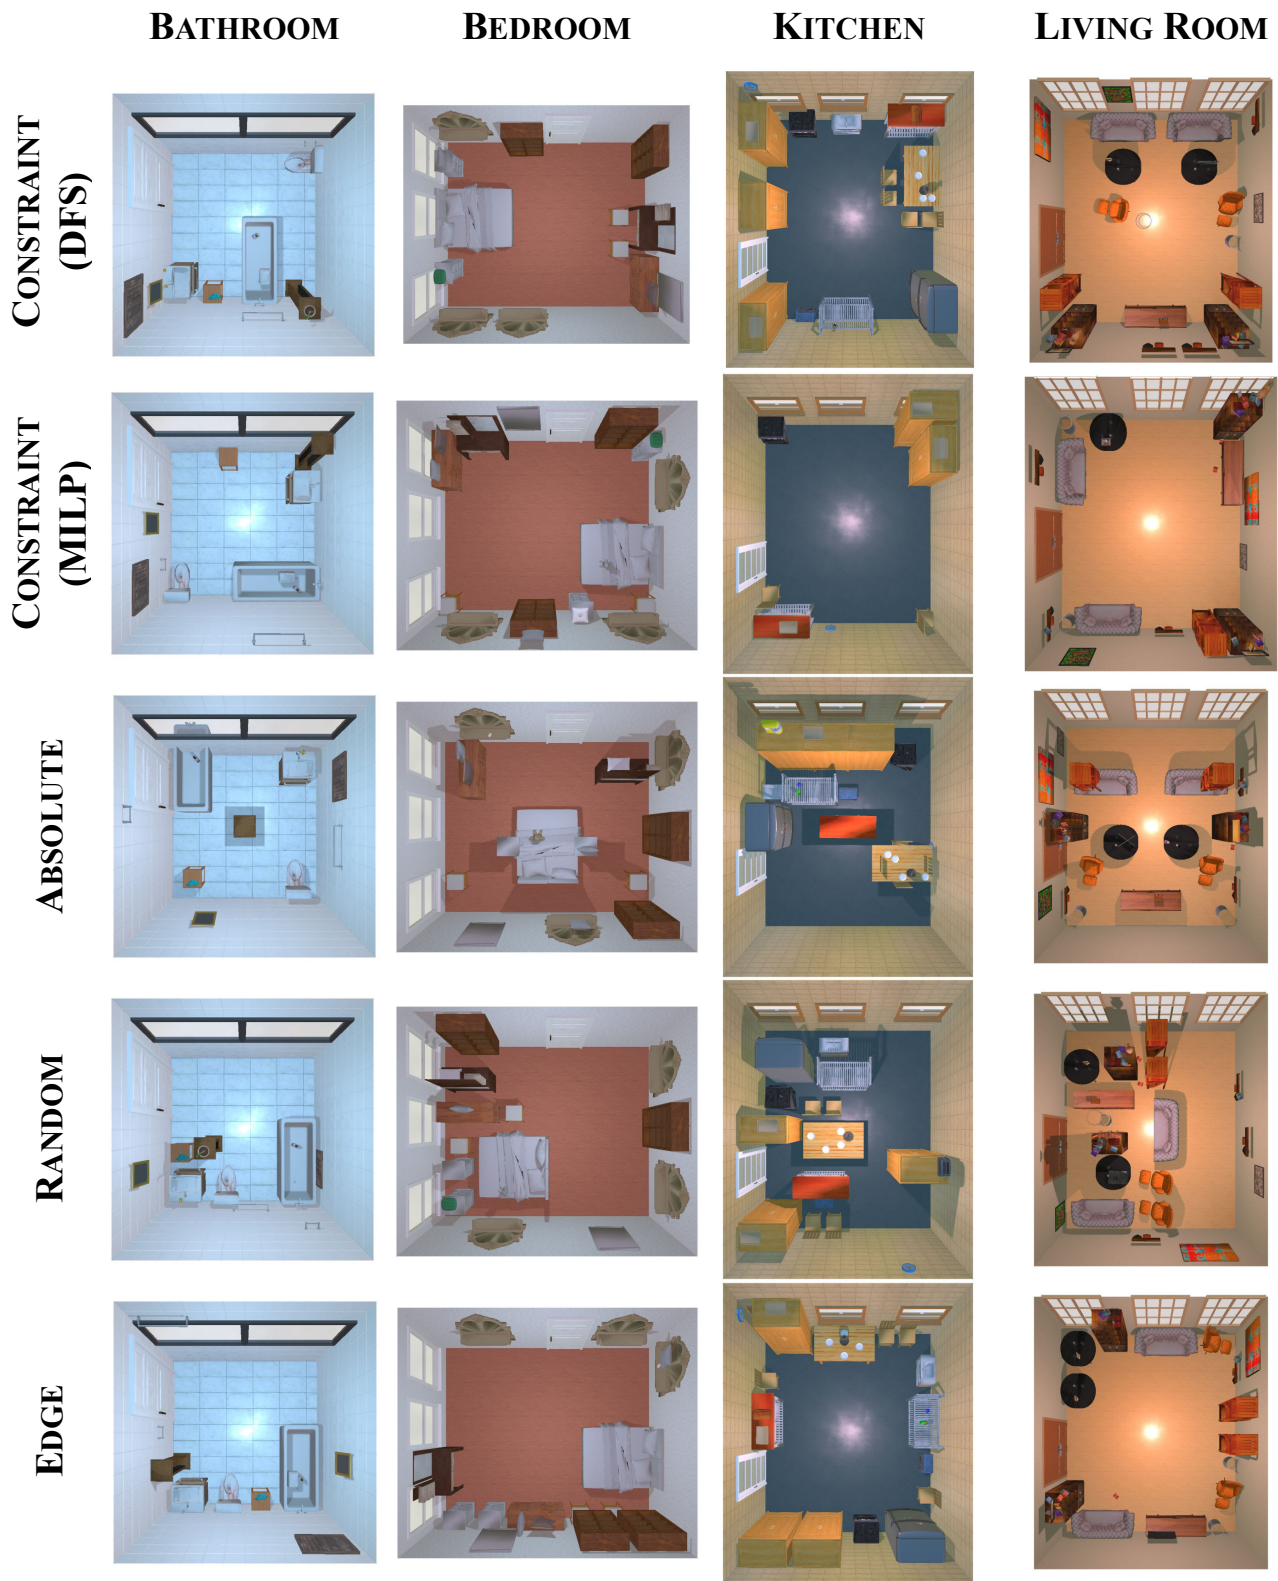 BATHROOM BEDROOM KITCHEN LIVING ROOM
CONSTRAINT
(DFS)
CONSTRAINT
(MILP)
ABSOLUTE
RANDOM
EDGE